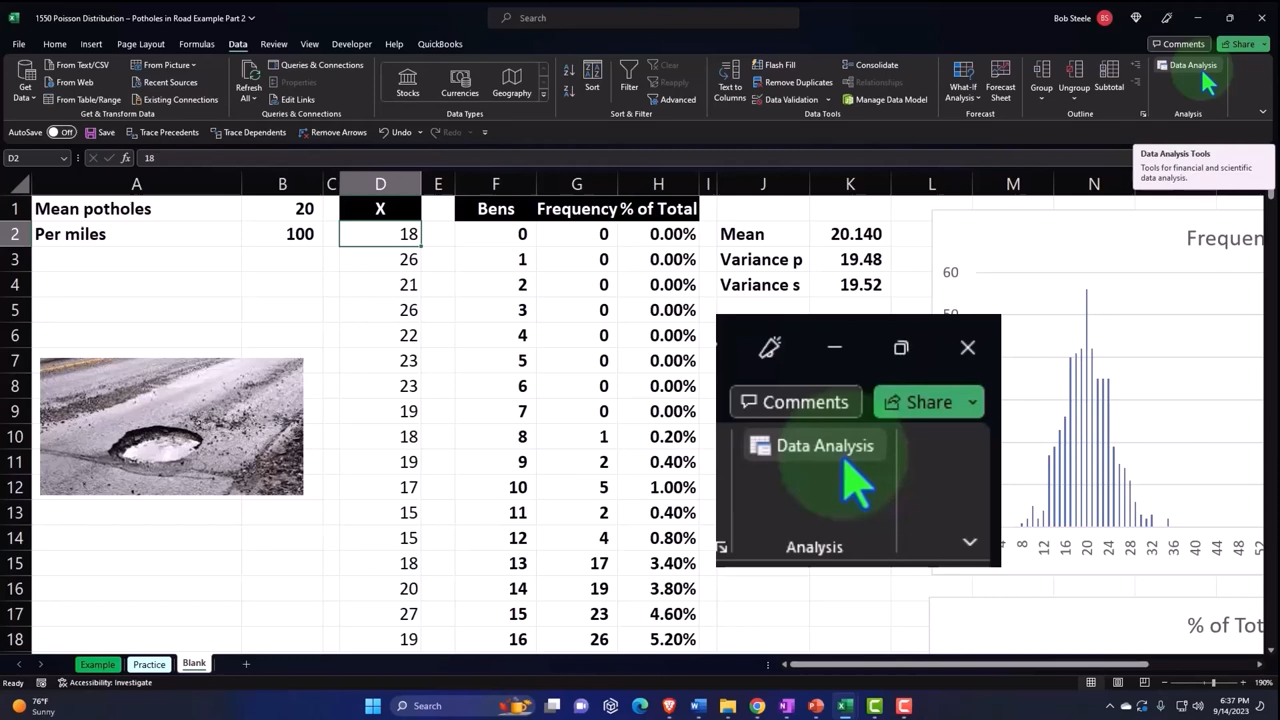 1550 Poisson Distribution – Potholes in Road Example Part 2
Search
Bob Steele
BS
File Home Insert Page Layout Formulas Data Review View Developer Help QuickBooks
Comments
Share
Get Data
From Text/CSV
From Web
From Table/Range
From Picture
Recent Sources
Existing Connections
Get & Transform Data
Refresh All
Queries & Connections
Properties
Edit Links
Queries & Connections
Stocks
Currencies
Geography
Data Types
Sort
Filter
Clear
Reapply
Advanced
Sort & Filter
Text to Columns
Flash Fill
Remove Duplicates
Data Validation
Consolidate
Relationships
Manage Data Model
Data Tools
What-If Analysis
Forecast Sheet
Forecast
Group
Ungroup
Subtotal
Outline
Data Analysis
Analysis
AutoSave Off Save Trace Precedents Trace Dependents Remove Arrows Undo Redo
D2 fx 18
Data Analysis Tools
Tools for financial and scientific
data analysis.
A B C D E F G H I J K L M N
1 Mean potholes 20 X Bens Frequency % of Total
2 Per miles 100 18 0 0 0.00% Mean 20.140
3 26 1 0 0.00% Variance p 19.48
4 21 2 0 0.00% Variance s 19.52
5 26 3 0 0.00%
6 22 4 0 0.00%
7 23 5 0 0.00%
8 23 6 0 0.00%
9 19 7 0 0.00%
10 18 8 1 0.20%
11 19 9 2 0.40%
12 17 10 5 1.00%
13 15 11 2 0.40%
14 15 12 4 0.80%
15 18 13 17 3.40%
16 20 14 19 3.80%
17 27 15 23 4.60%
18 19 16 26 5.20%
Frequen
60
4 8 12 16 20 24 28 32 36 40 44 48 52
% of Tot
Comments
Share
Data Analysis
Analysis
Example Practice Blank
Ready Accessibility: Investigate 190%
76°F
Sunny
Search
6:37 PM
9/14/2023